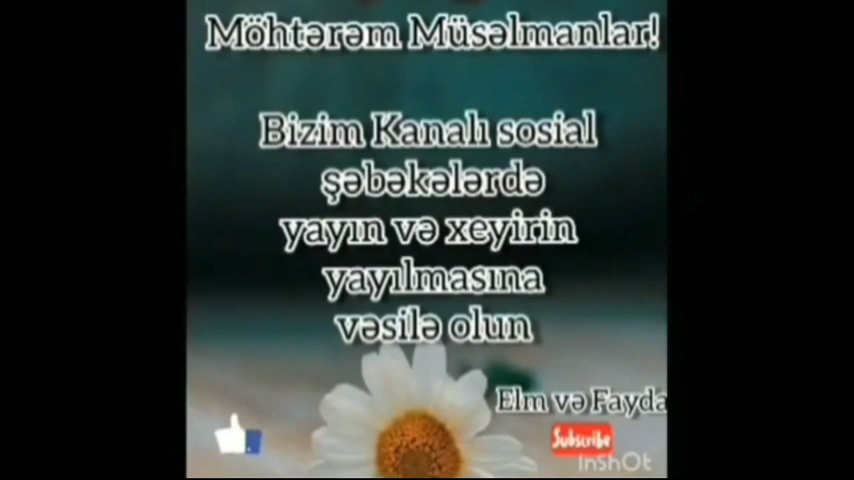 Möhtərəm Müsəlmanlar!
Bizim Kanalı sosial
şəbəkələrdə
yayın və xeyirin
yayılmasına
vəsilə olun
Elm və Fayda
Subscribe
InShOt